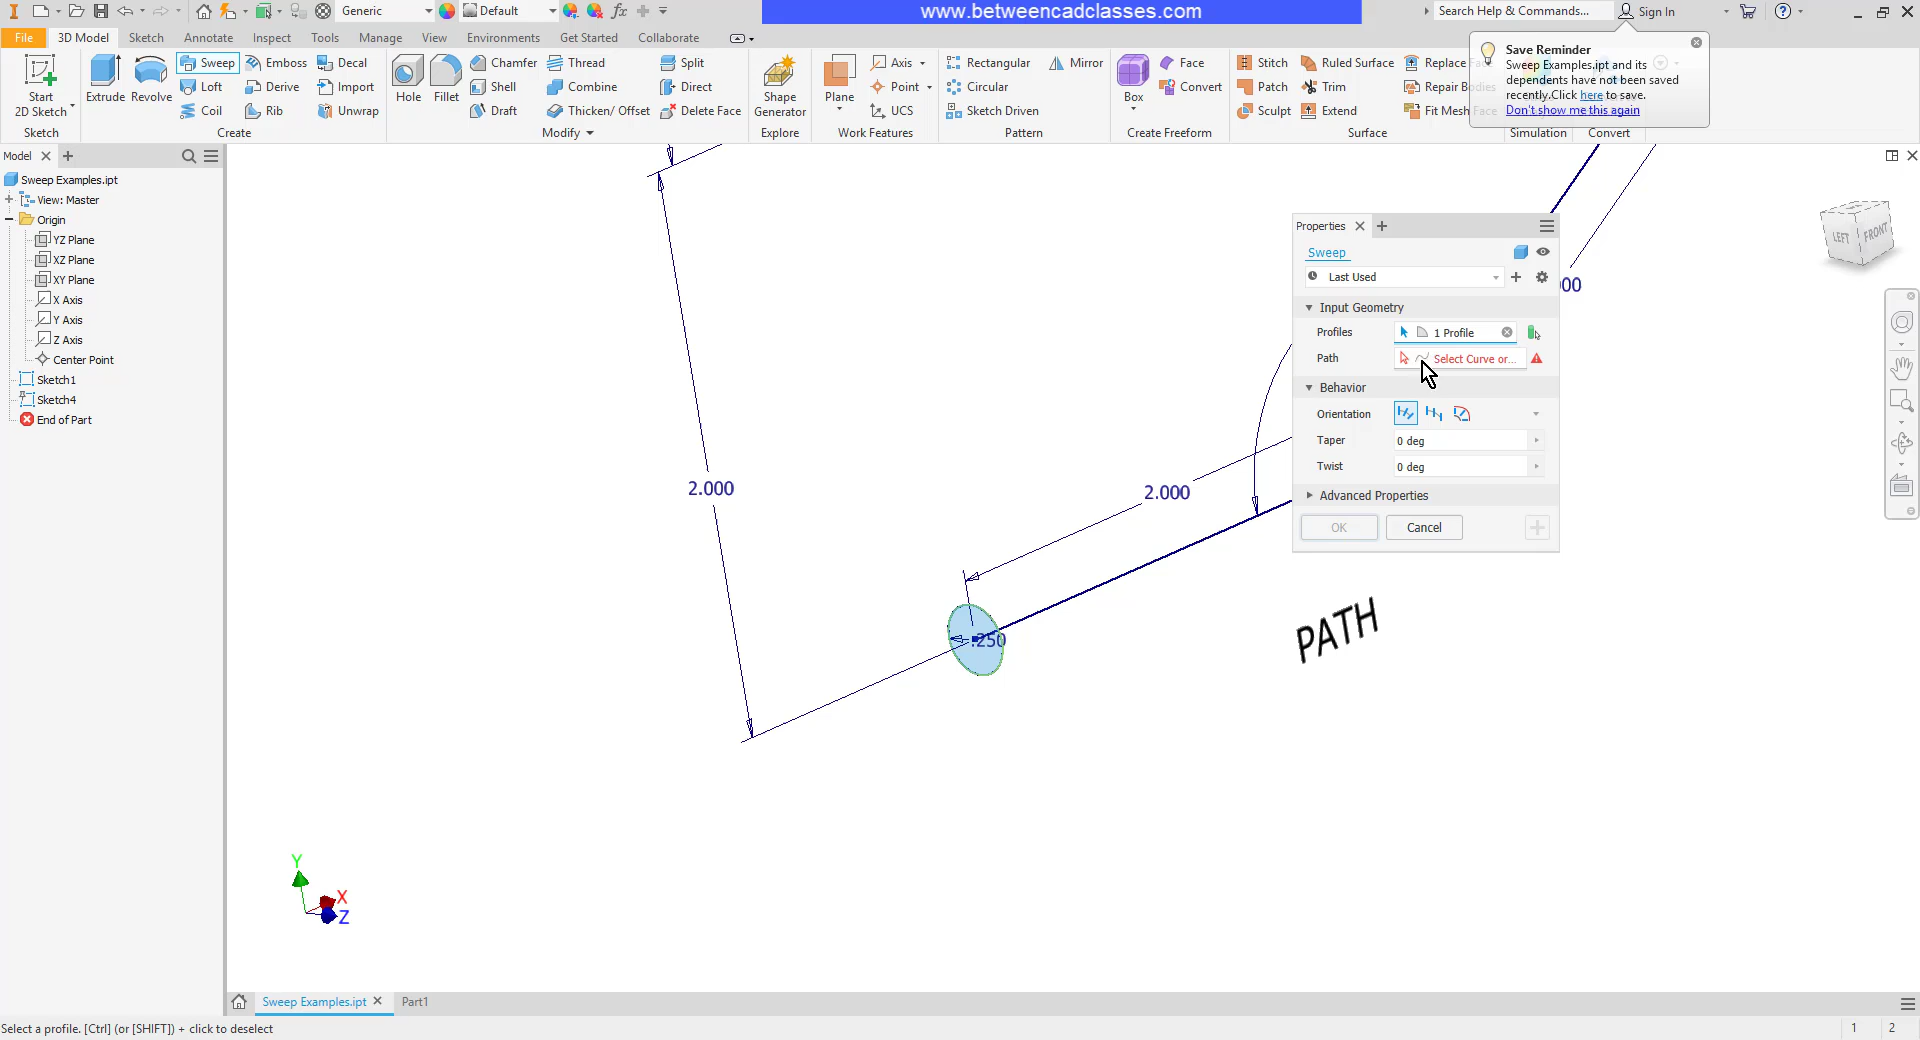 Generic
Default
www.betweencadclasses.com
Search Help & Commands...
Sign In
File
3D Model
Sketch
Annotate
Inspect
Tools
Manage
View
Environments
Get Started
Collaborate
Start
2D Sketch
Sketch
Extrude
Revolve
Sweep
Loft
Coil
Emboss
Derive
Rib
Decal
Import
Unwrap
Create
Hole
Fillet
Chamfer
Shell
Draft
Thread
Combine
Thicken/ Offset
Split
Direct
Delete Face
Modify
Shape
Generator
Explore
Plane
Axis
Point
UCS
Work Features
Rectangular
Circular
Sketch Driven
Mirror
Pattern
Box
Face
Convert
Create Freeform
Stitch
Patch
Sculpt
Ruled Surface
Trim
Extend
Replace
Repair Bodies
Fit Mesh Face
Surface
Simulation
Convert
Save Reminder
Sweep Examples.ipt and its
dependents have not been saved
recently.Click here to save.
Don't show me this again
Model
Sweep Examples.ipt
View: Master
Origin
YZ Plane
XZ Plane
XY Plane
X Axis
Y Axis
Z Axis
Center Point
Sketch1
Sketch4
End of Part
LEFT
FRONT
Properties
Sweep
Last Used
Input Geometry
Profiles
1 Profile
Path
Select Curve or...
Behavior
Orientation
Taper
0 deg
Twist
0 deg
Advanced Properties
OK
Cancel
2.000
2.000
.250
PATH
Y
X
Z
Sweep Examples.ipt
Part1
Select a profile. [Ctrl] (or [SHIFT]) + click to deselect
1
2